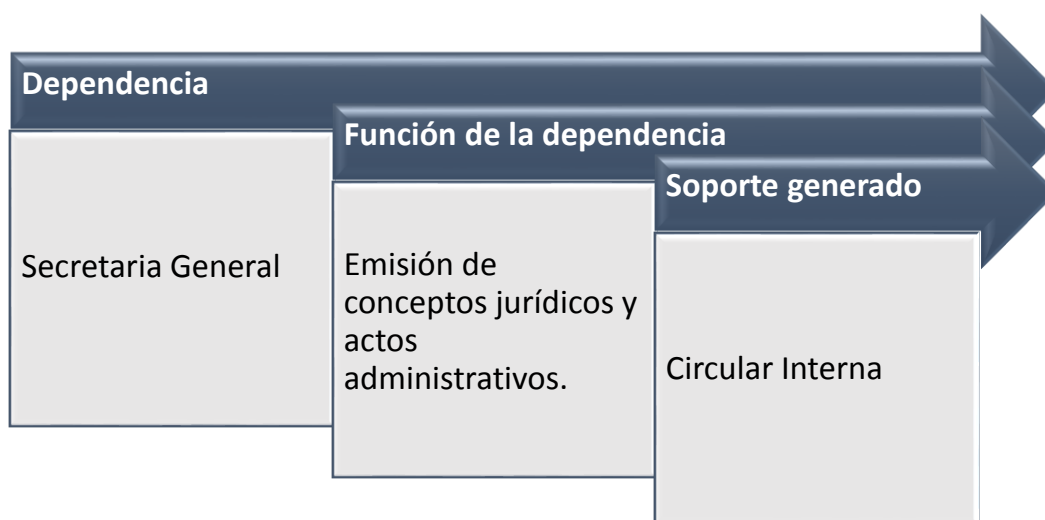 Dependencia
Función de la dependencia
Soporte generado
Secretaria General
Emisión de
conceptos jurídicos y
actos
administrativos.
Circular Interna